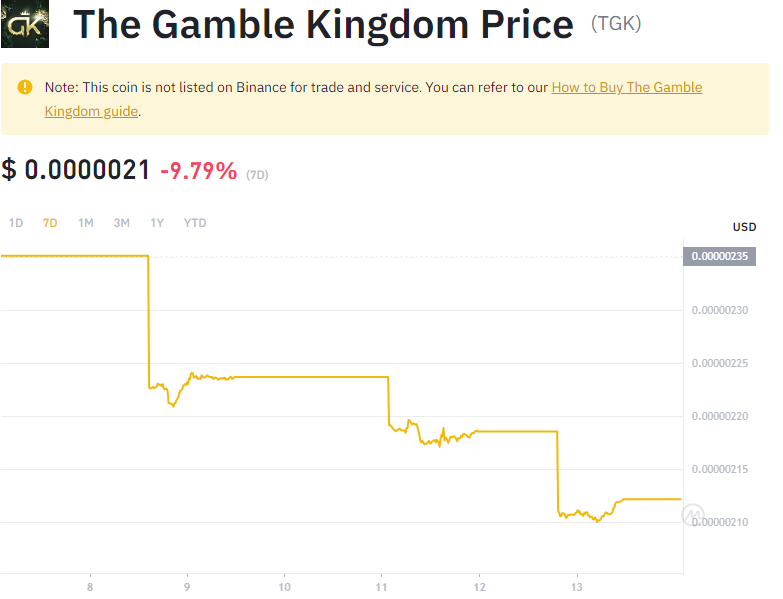 GK
The Gamble Kingdom Price (TGK)
Note: This coin is not listed on Binance for trade and service. You can refer to our How to Buy The Gamble
Kingdom guide.
$ 0.0000021 -9.79% (7D)
1D 7D 1M 3M 1Y YTD
USD
0.00000235
0.00000230
0.00000225
0.00000220
0.00000215
0.00000210
8 9 10 11 12 13